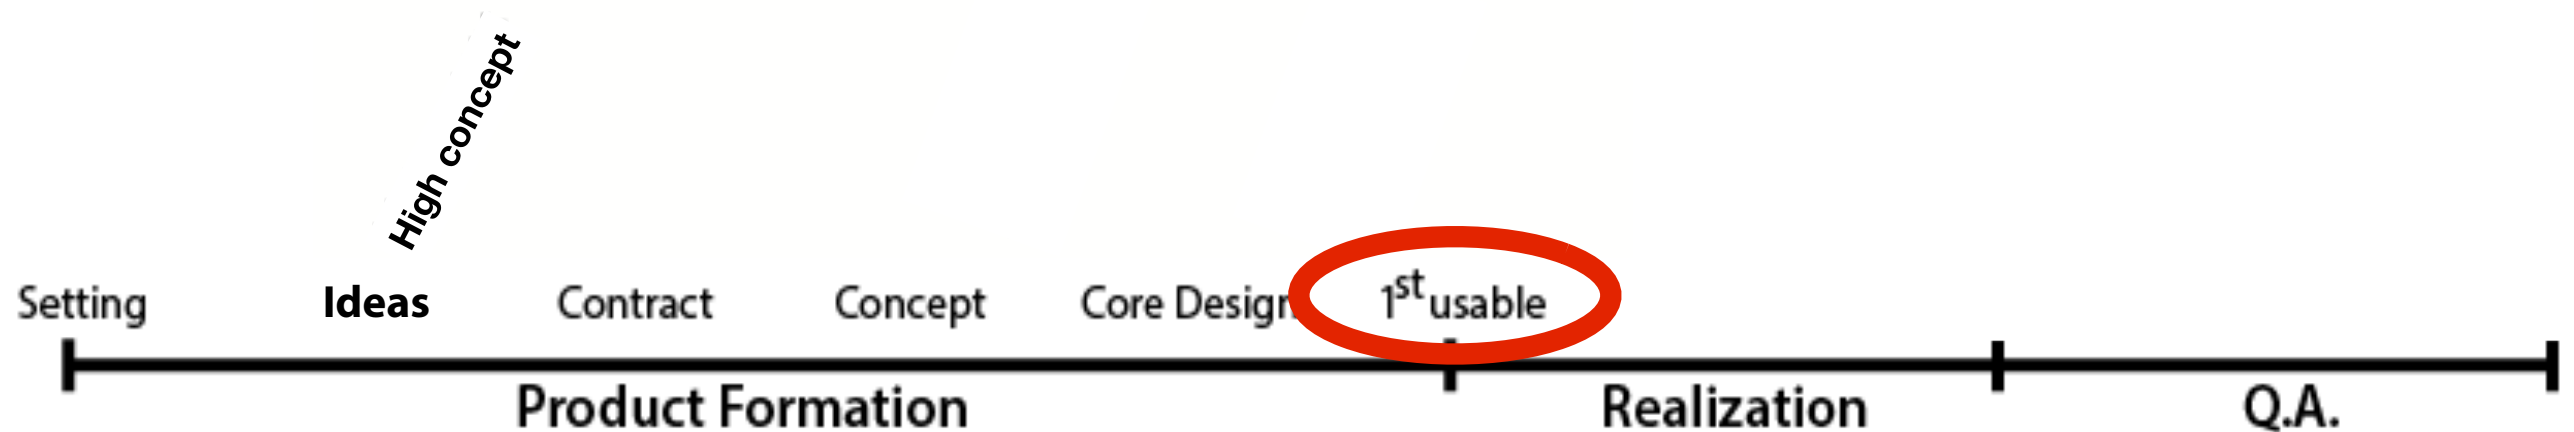 High concept
Setting Ideas Contract Concept Core Design 1st usable
Product Formation Realization Q.A.